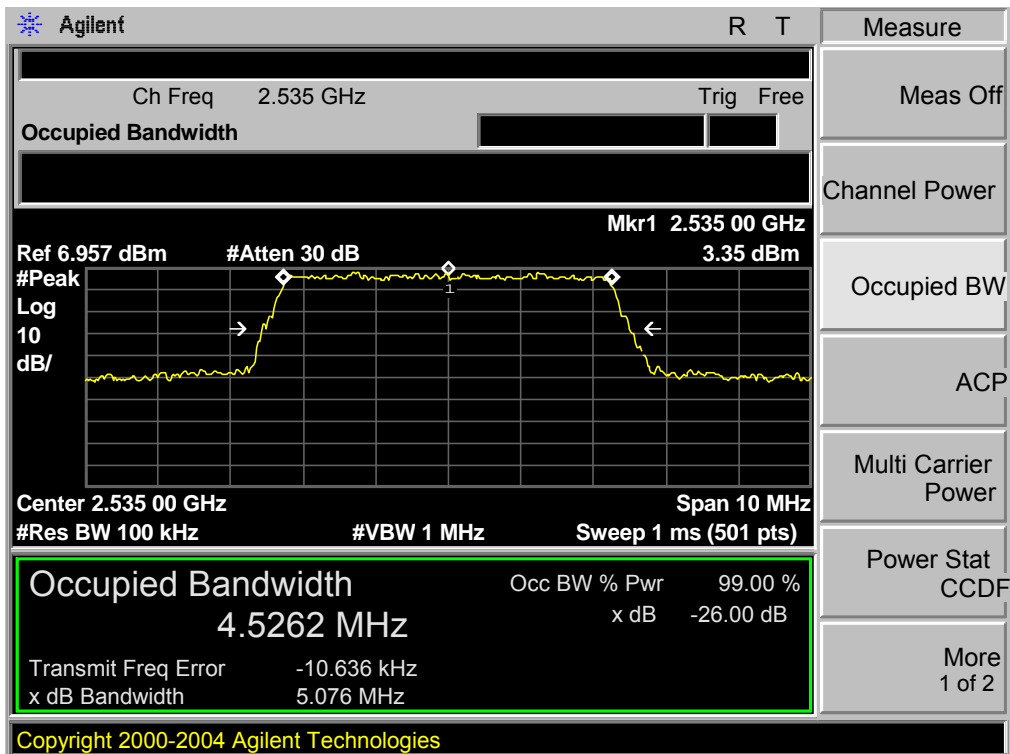 Agilent R T
Measure
Ch Freq 2.535 GHz Trig Free
Occupied Bandwidth
Mkr1 2.535 00 GHz
Ref 6.957 dBm #Atten 30 dB 3.35 dBm
#Peak
Log
10
dB/
1
Center 2.535 00 GHz Span 10 MHz
#Res BW 100 kHz #VBW 1 MHz Sweep 1 ms (501 pts)
Occupied Bandwidth Occ BW % Pwr 99.00 %
4.5262 MHz x dB -26.00 dB
Transmit Freq Error -10.636 kHz
x dB Bandwidth 5.076 MHz
Copyright 2000-2004 Agilent Technologies
Meas Off
Channel Power
Occupied BW
ACP
Multi Carrier
Power
Power Stat
CCDF
More
1 of 2